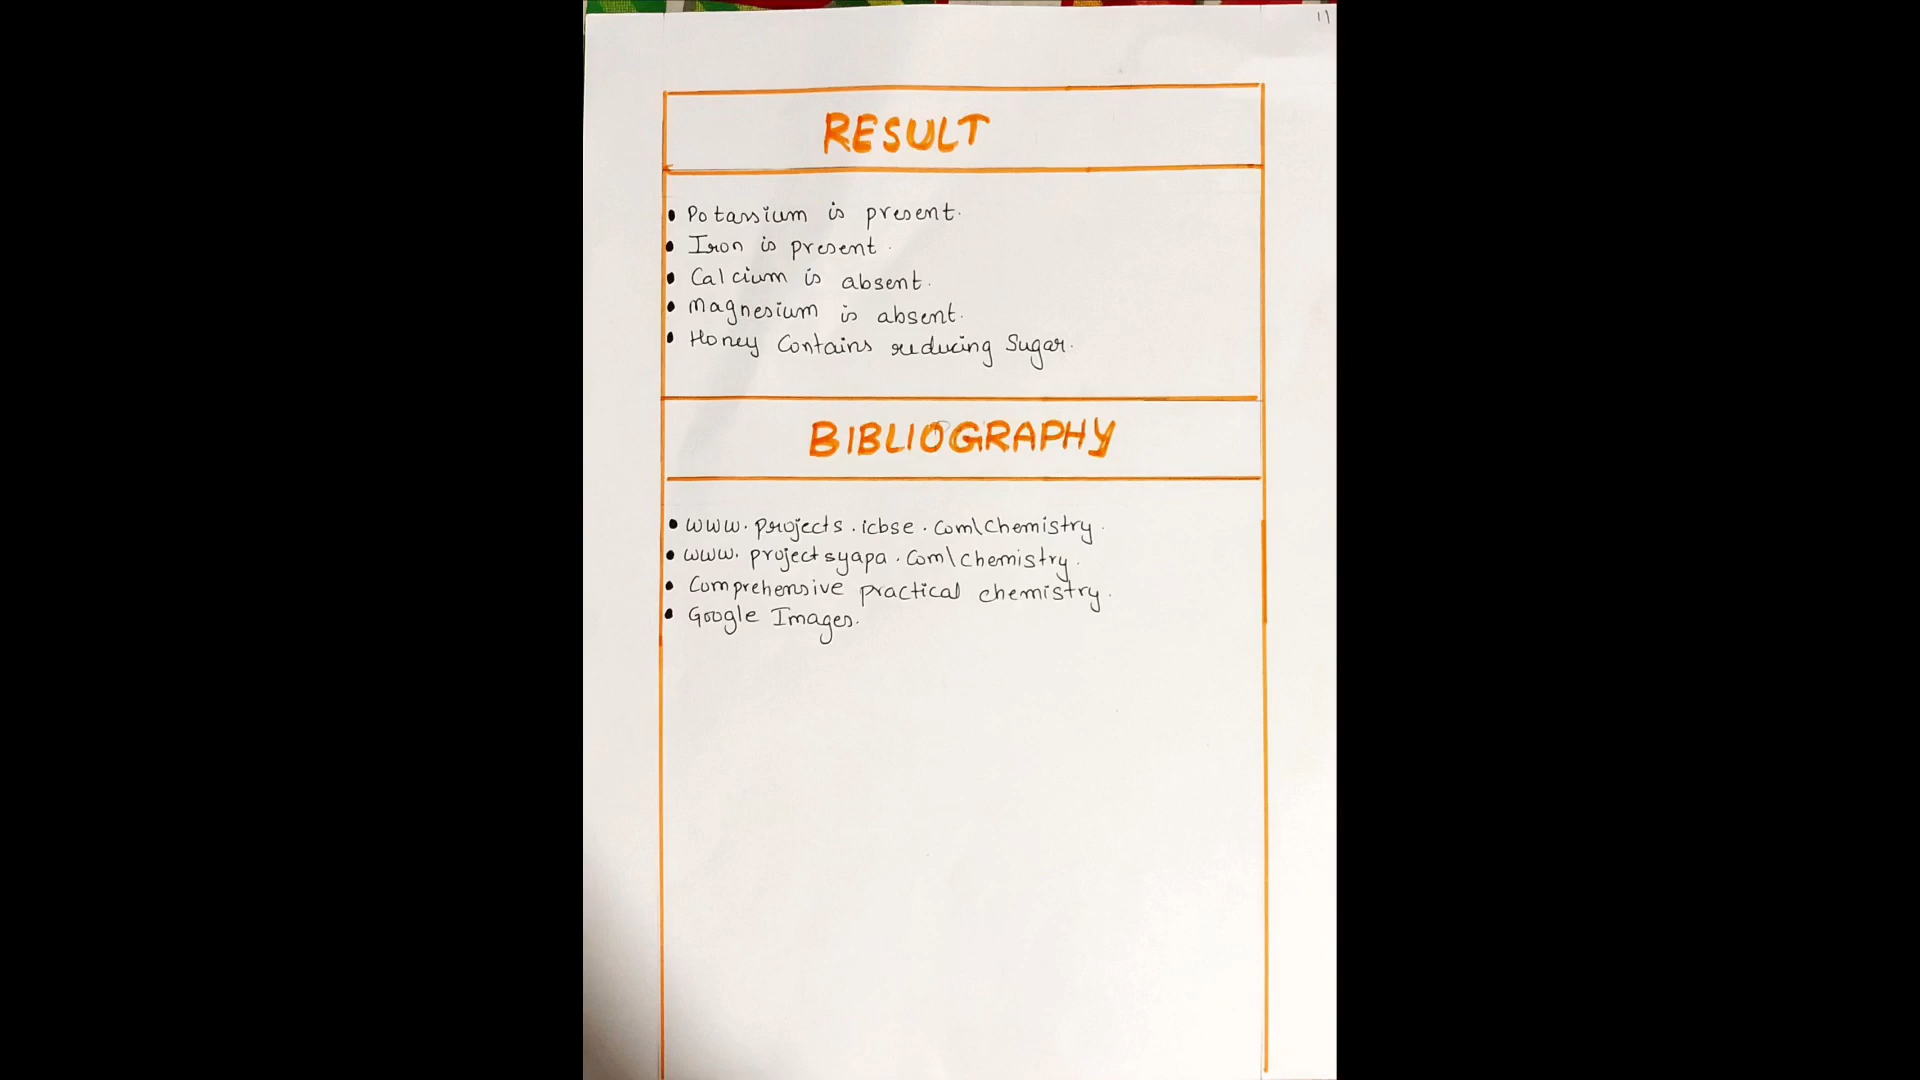 11
RESULT
• Potassium is present.
• Iron is present.
• Calcium is absent.
• Magnesium is absent.
• Honey Contains reducing Sugar.
BIBLIOGRAPHY
• www.projects.icbse.com\chemistry.
• www.projectsyapa.com\chemistry.
• Comprehensive practical chemistry.
• Google Images.